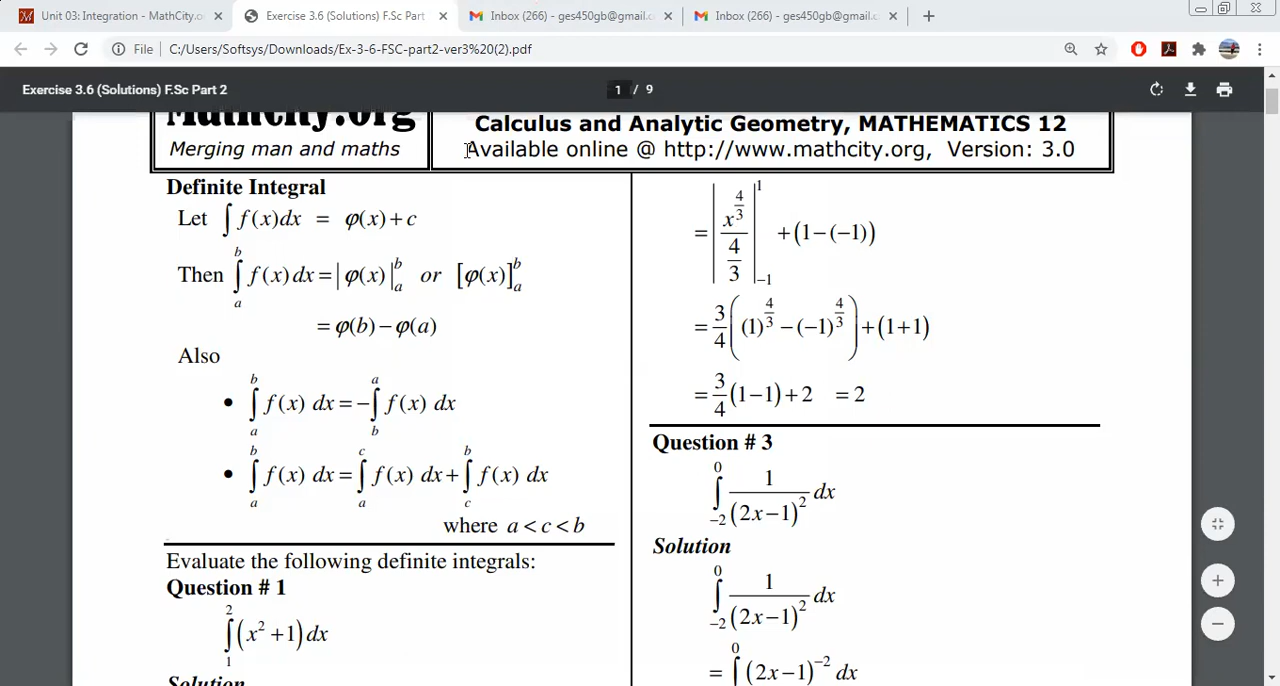 Unit 03: Integration - MathCity.o
Exercise 3.6 (Solutions) F.Sc Part
Inbox (266) - ges450gb@gmail.c
Inbox (266) - ges450gb@gmail.c
File | C:/Users/Softsys/Downloads/Ex-3-6-FSC-part2-ver3%20(2).pdf
Exercise 3.6 (Solutions) F.Sc Part 2
1 / 9
MathCity.org
Merging man and maths
Calculus and Analytic Geometry, MATHEMATICS 12
Available online @ http://www.mathcity.org, Version: 3.0
Definite Integral
Let ∫ f(x)dx = φ(x)+c
Then ∫_a^b f(x)dx = |φ(x)|_a^b or [φ(x)]_a^b
= φ(b)−φ(a)
Also
• ∫_a^b f(x) dx = −∫_b^a f(x) dx
• ∫_a^b f(x) dx = ∫_a^c f(x) dx + ∫_c^b f(x) dx
where a < c < b
Evaluate the following definite integrals:
Question # 1
∫_1^2 (x²+1)dx
Solution
= |x^(4/3) / (4/3)|_−1^1 + (1−(−1))
= 3/4 ((1)^(4/3) − (−1)^(4/3)) + (1+1)
= 3/4 (1−1) + 2 = 2
Question # 3
∫_−2^0 1/(2x−1)² dx
Solution
∫_−2^0 1/(2x−1)² dx
= ∫^0 (2x−1)^−2 dx